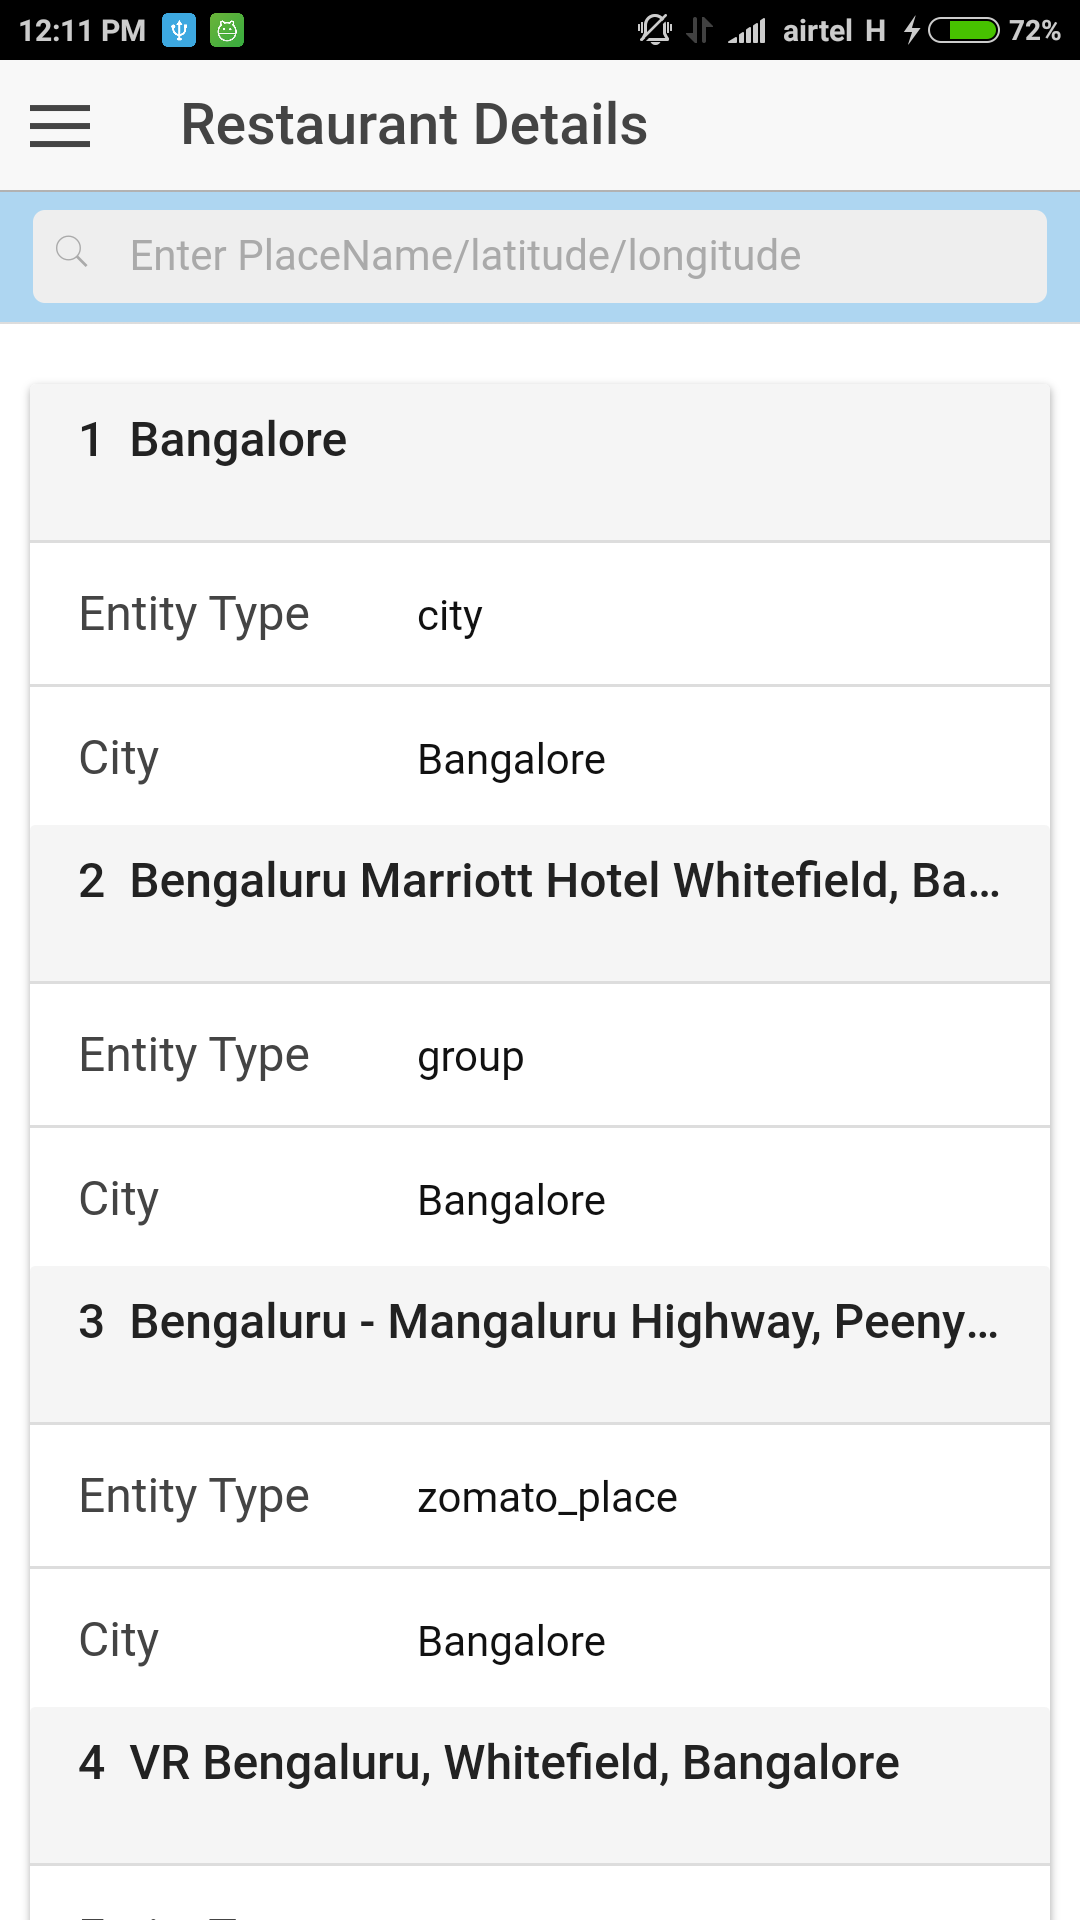 12:11 PM airtel H 72%
Restaurant Details
Enter PlaceName/latitude/longitude
1 Bangalore
Entity Type city
City Bangalore
2 Bengaluru Marriott Hotel Whitefield, Ba...
Entity Type group
City Bangalore
3 Bengaluru - Mangaluru Highway, Peeny...
Entity Type zomato_place
City Bangalore
4 VR Bengaluru, Whitefield, Bangalore